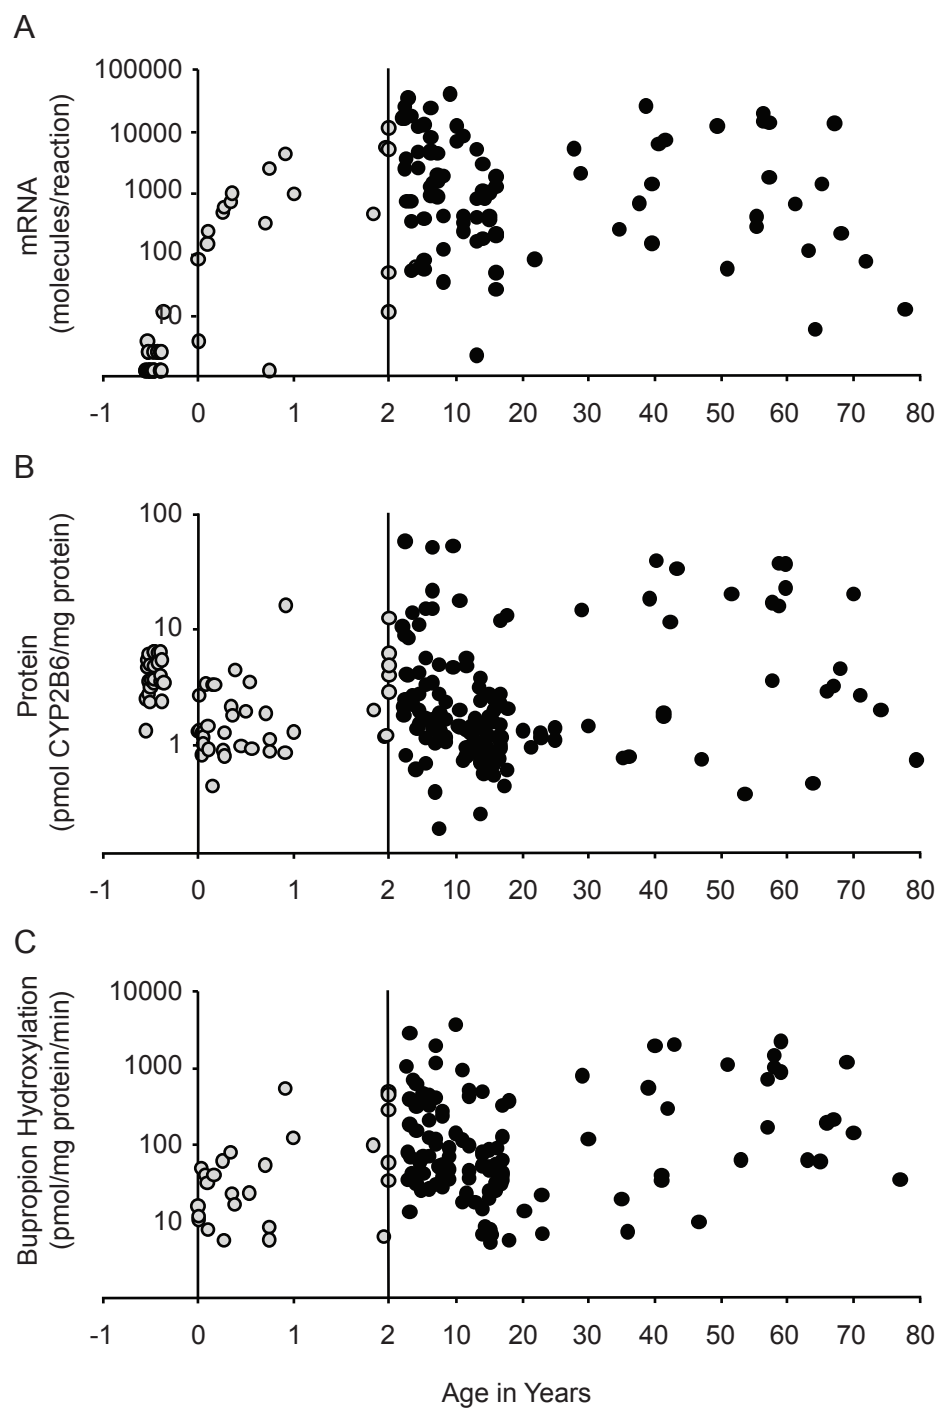 A
mRNA
(molecules/reaction)
100000
10000
1000
100
10
-1 0 1 2 10 20 30 40 50 60 70 80
B
Protein
(pmol CYP2B6/mg protein)
100
10
1
-1 0 1 2 10 20 30 40 50 60 70 80
C
Bupropion Hydroxylation
(pmol/mg protein/min)
10000
1000
100
10
-1 0 1 2 10 20 30 40 50 60 70 80
Age in Years